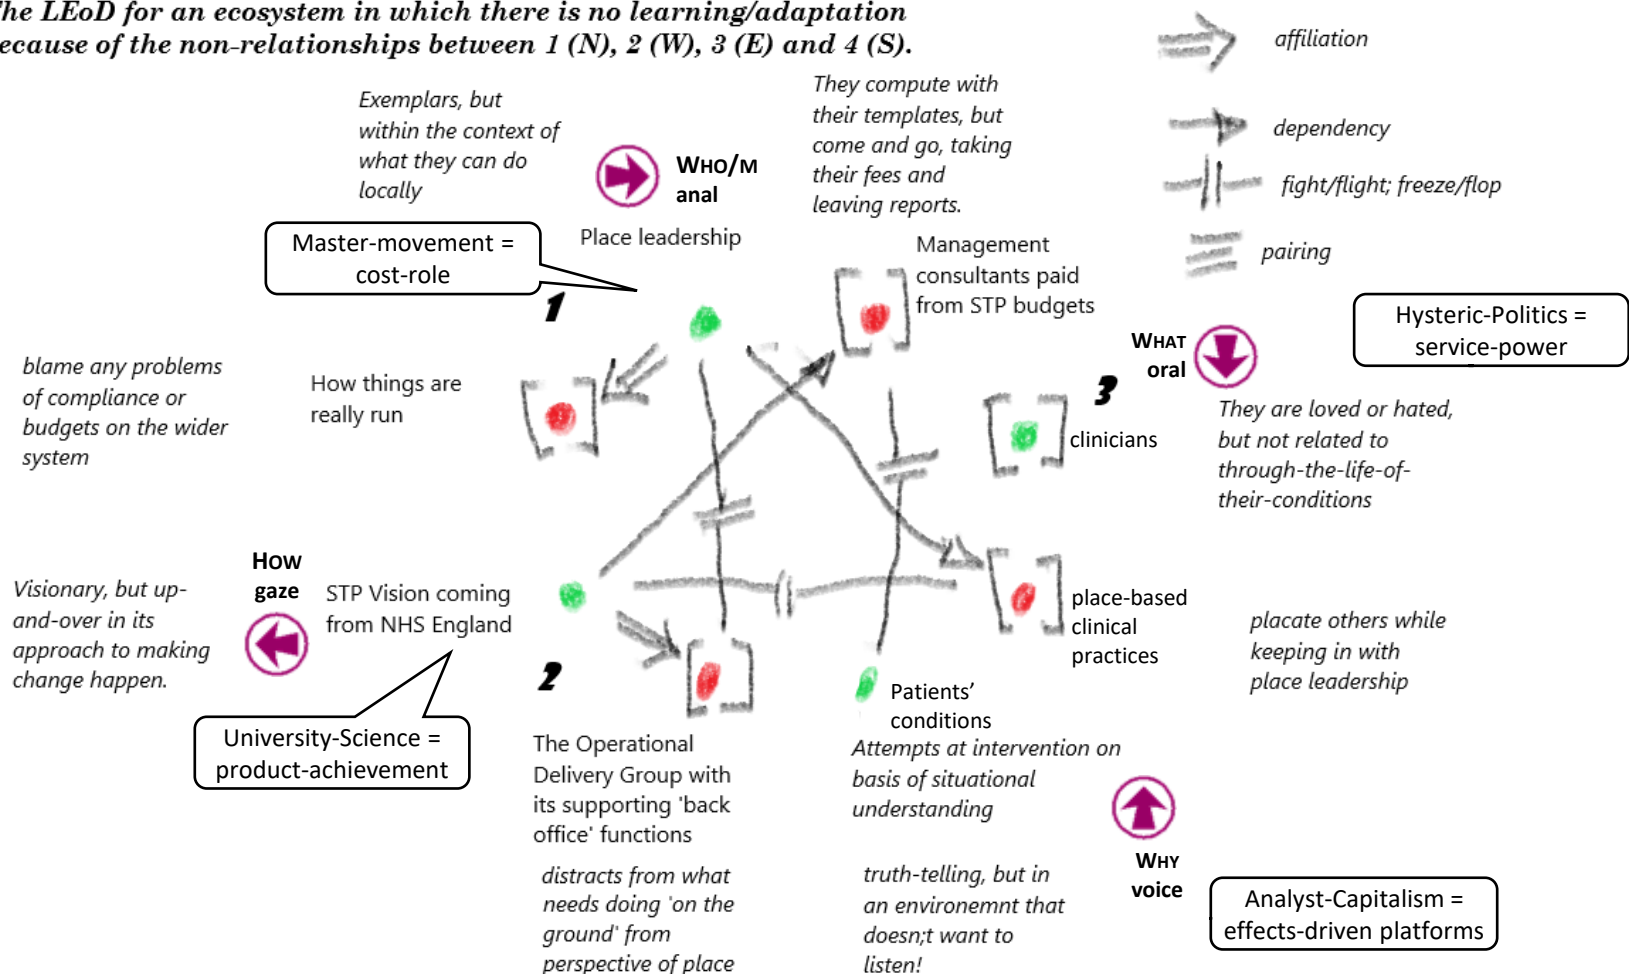 The LEoD for an ecosystem in which there is no learning/adaptation
because of the non-relationships between 1 (N), 2 (W), 3 (E) and 4 (S).
affiliation
dependency
fight/flight; freeze/flop
pairing
Exemplars, but
within the context of
what they can do
locally
WHO/M
anal
Place leadership
They compute with
their templates, but
come and go, taking
their fees and
leaving reports.
Management
consultants paid
from STP budgets
Master-movement =
cost-role
1
Hysteric-Politics =
service-power
WHAT
oral
3
clinicians
They are loved or hated,
but not related to
through-the-life-of-
their-conditions
blame any problems
of compliance or
budgets on the wider
system
How things are
really run
HOW
gaze
Visionary, but up-
and-over in its
approach to making
change happen.
STP Vision coming
from NHS England
2
University-Science =
product-achievement
place-based
clinical
practices
placate others while
keeping in with
place leadership
The Operational
Delivery Group with
its supporting 'back
office' functions
distracts from what
needs doing 'on the
ground' from
perspective of place
Patients’
conditions
Attempts at intervention on
basis of situational
understanding
truth-telling, but in
an environemnt that
doesn;t want to
listen!
WHY
voice
Analyst-Capitalism =
effects-driven platforms